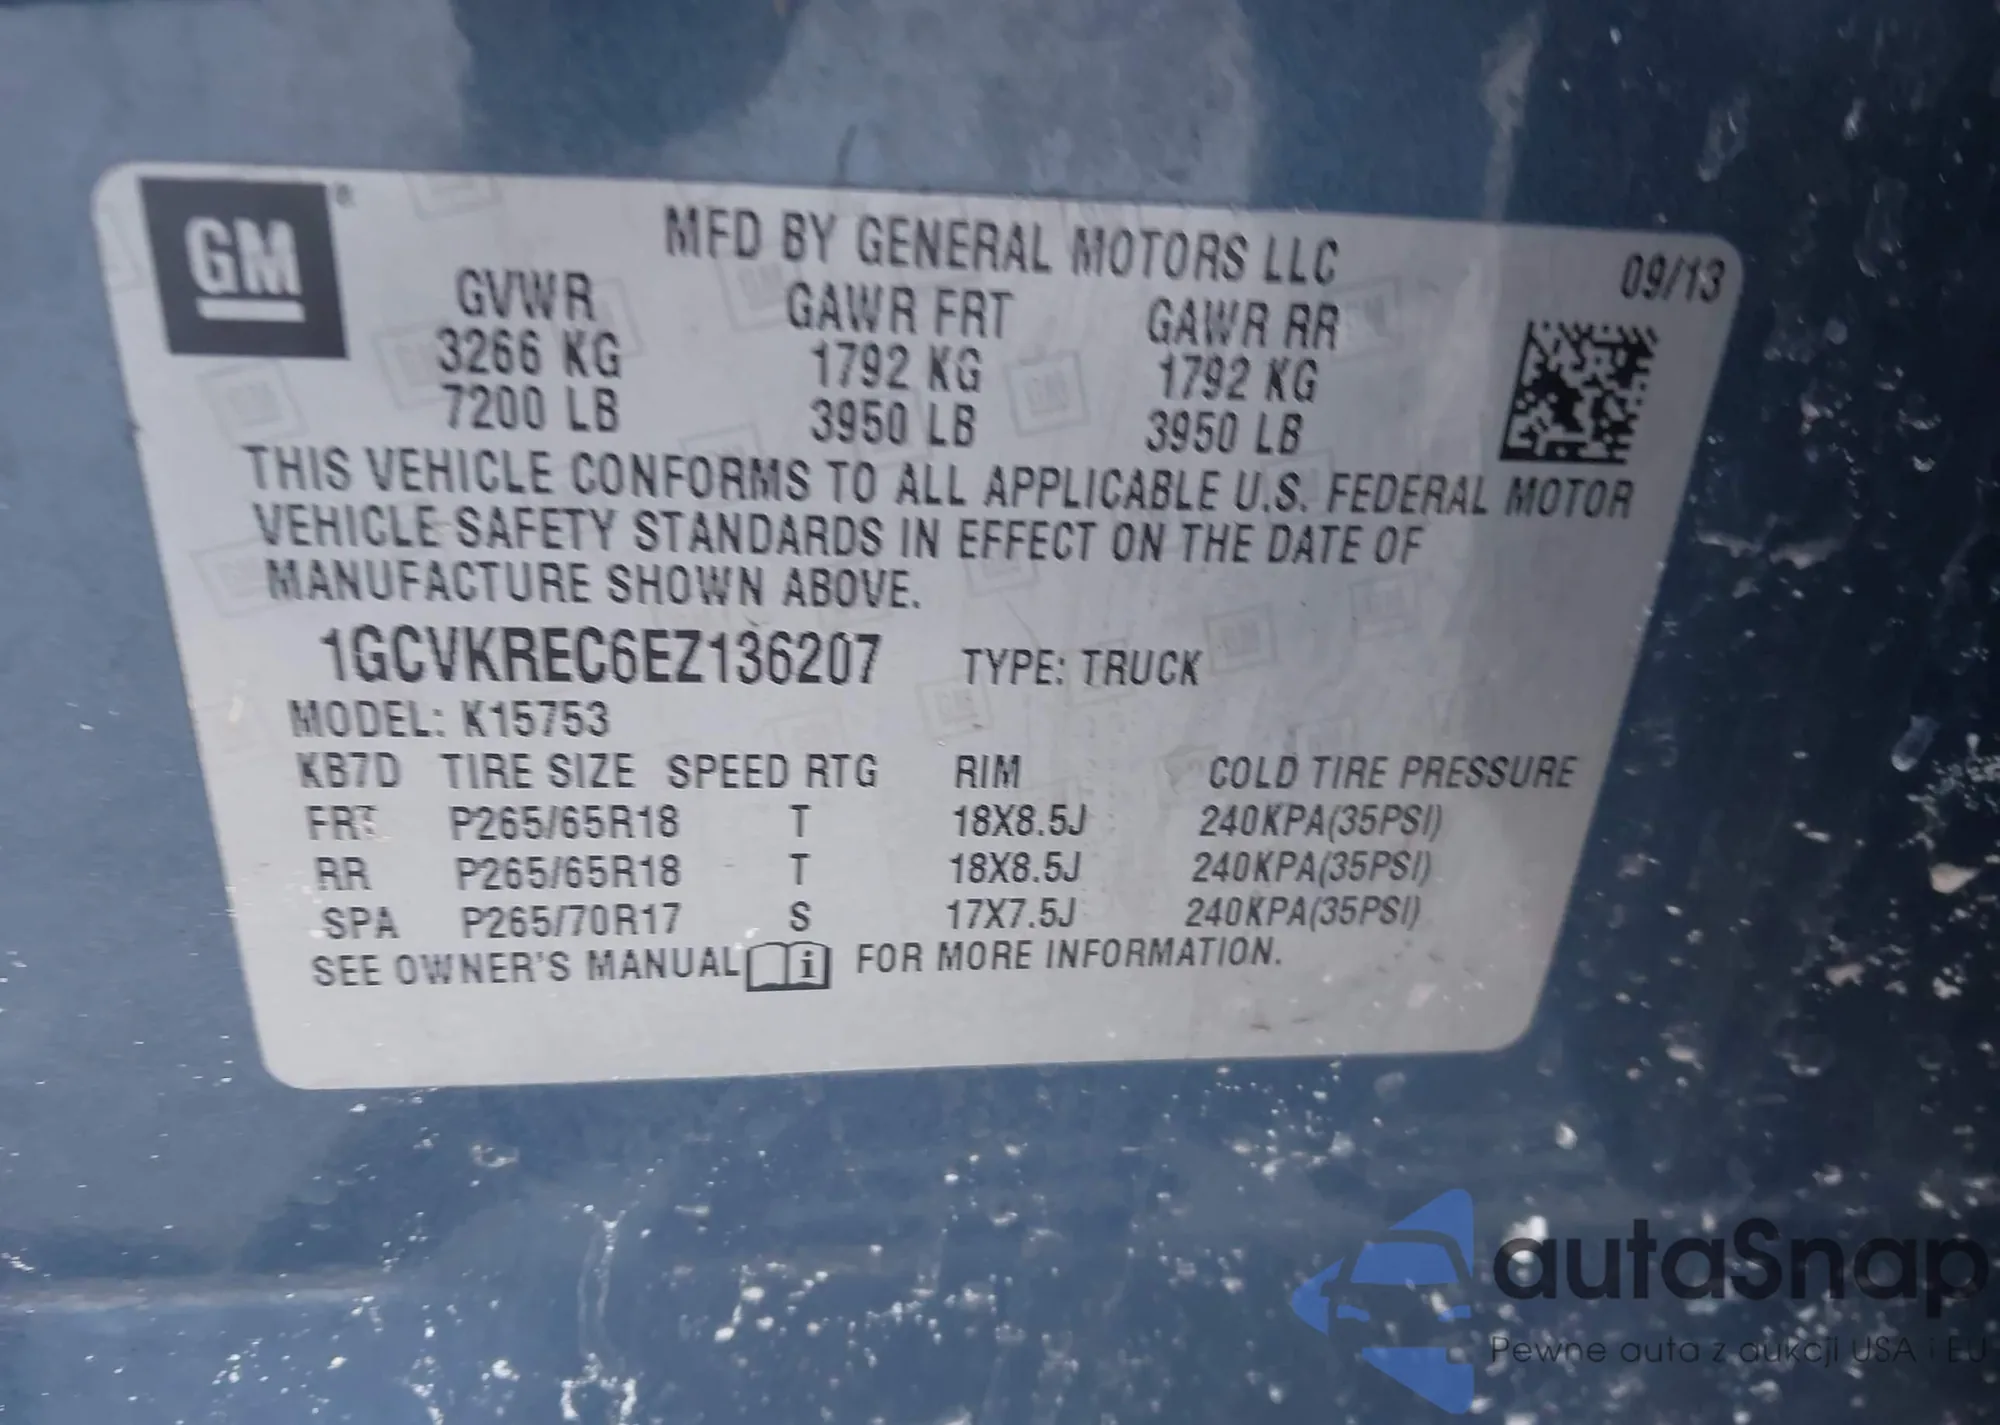 GM ®
MFD BY GENERAL MOTORS LLC
09/13
GVWR GAWR FRT GAWR RR
3266 KG 1792 KG 1792 KG
7200 LB 3950 LB 3950 LB
THIS VEHICLE CONFORMS TO ALL APPLICABLE U.S. FEDERAL MOTOR
VEHICLE SAFETY STANDARDS IN EFFECT ON THE DATE OF
MANUFACTURE SHOWN ABOVE.
1GCVKREC6EZ136207 TYPE: TRUCK
MODEL: K15753
KB7D TIRE SIZE SPEED RTG RIM COLD TIRE PRESSURE
FRT P265/65R18 T 18X8.5J 240KPA(35PSI)
RR P265/65R18 T 18X8.5J 240KPA(35PSI)
SPA P265/70R17 S 17X7.5J 240KPA(35PSI)
SEE OWNER'S MANUAL i FOR MORE INFORMATION.
autaSnap
Pewne auta z aukcji USA i EU